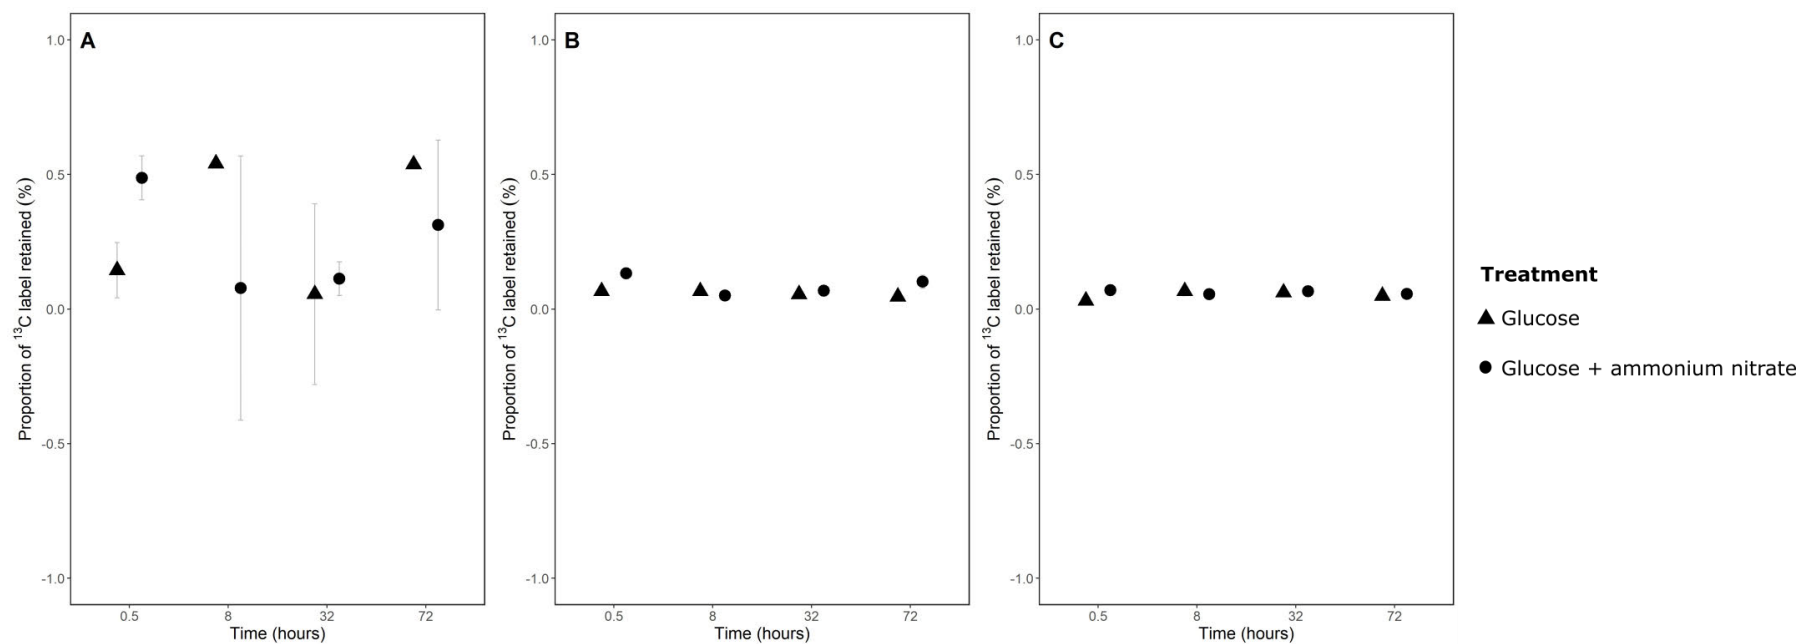 A
Proportion of ¹³C label retained (%)
1.0
0.5
0.0
-0.5
-1.0
0.5 8 32 72
Time (hours)
B
Proportion of ¹³C label retained (%)
1.0
0.5
0.0
-0.5
-1.0
0.5 8 32 72
Time (hours)
C
Proportion of ¹³C label retained (%)
1.0
0.5
0.0
-0.5
-1.0
0.5 8 32 72
Time (hours)
Treatment
Glucose
Glucose + ammonium nitrate